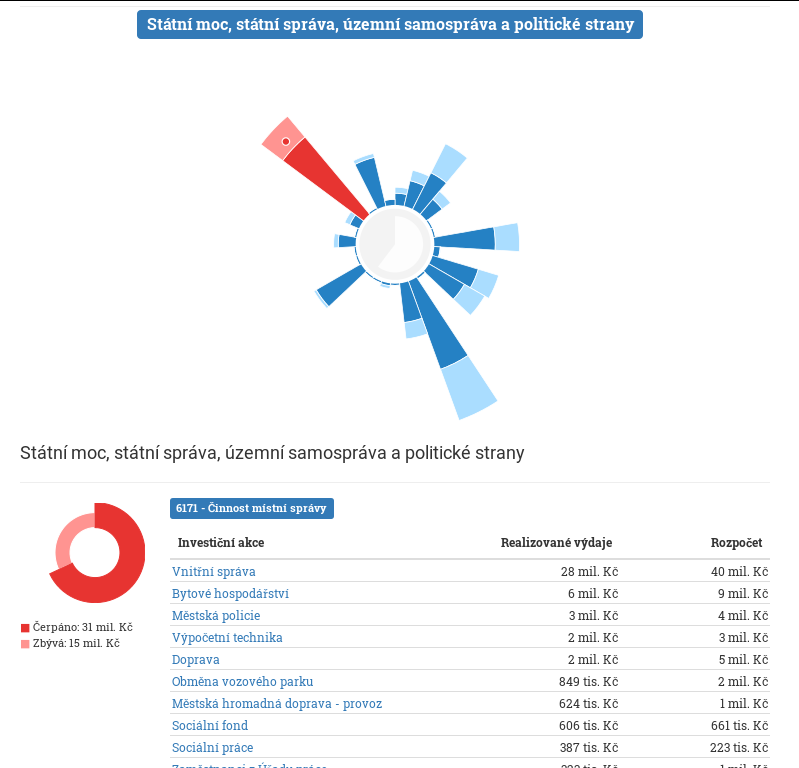 Státní moc, státní správa, územní samospráva a politické strany
Státní moc, státní správa, územní samospráva a politické strany
6171 - Činnost místní správy
Investiční akce Realizované výdaje Rozpočet
Vnitřní správa 28 mil. Kč 40 mil. Kč
Bytové hospodářství 6 mil. Kč 9 mil. Kč
Městská policie 3 mil. Kč 4 mil. Kč
Výpočetní technika 2 mil. Kč 3 mil. Kč
Doprava 2 mil. Kč 5 mil. Kč
Obměna vozového parku 849 tis. Kč 2 mil. Kč
Městská hromadná doprava - provoz 624 tis. Kč 1 mil. Kč
Sociální fond 606 tis. Kč 661 tis. Kč
Sociální práce 387 tis. Kč 223 tis. Kč
Čerpáno: 31 mil. Kč
Zbývá: 15 mil. Kč